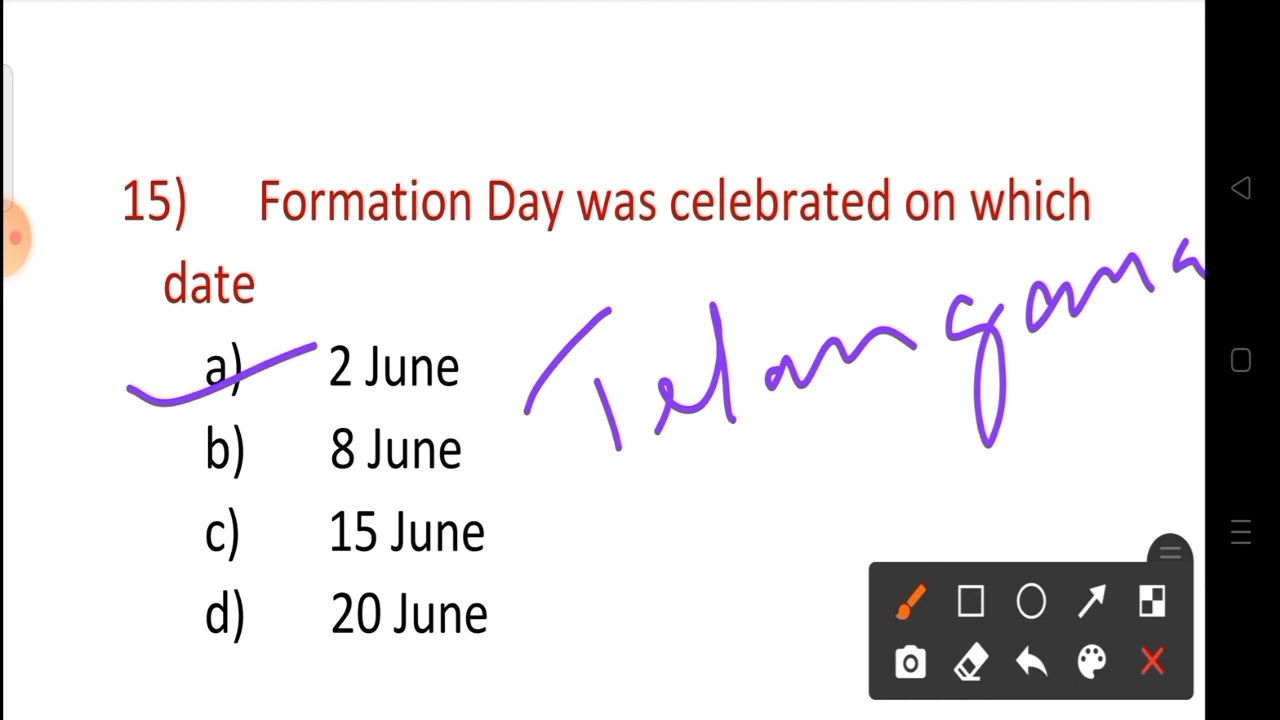 15) Formation Day was celebrated on which
date
a) 2 June
Telangana
b) 8 June
c) 15 June
d) 20 June